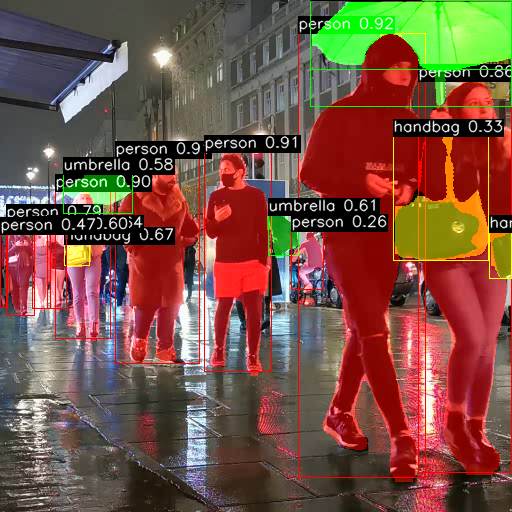 person 0.92
person 0.86
handbag 0.33
person 0.9
person 0.91
umbrella 0.58
person 0.90
umbrella 0.61
person 0.26
person 0.79
person 0.47
handbag 0.67